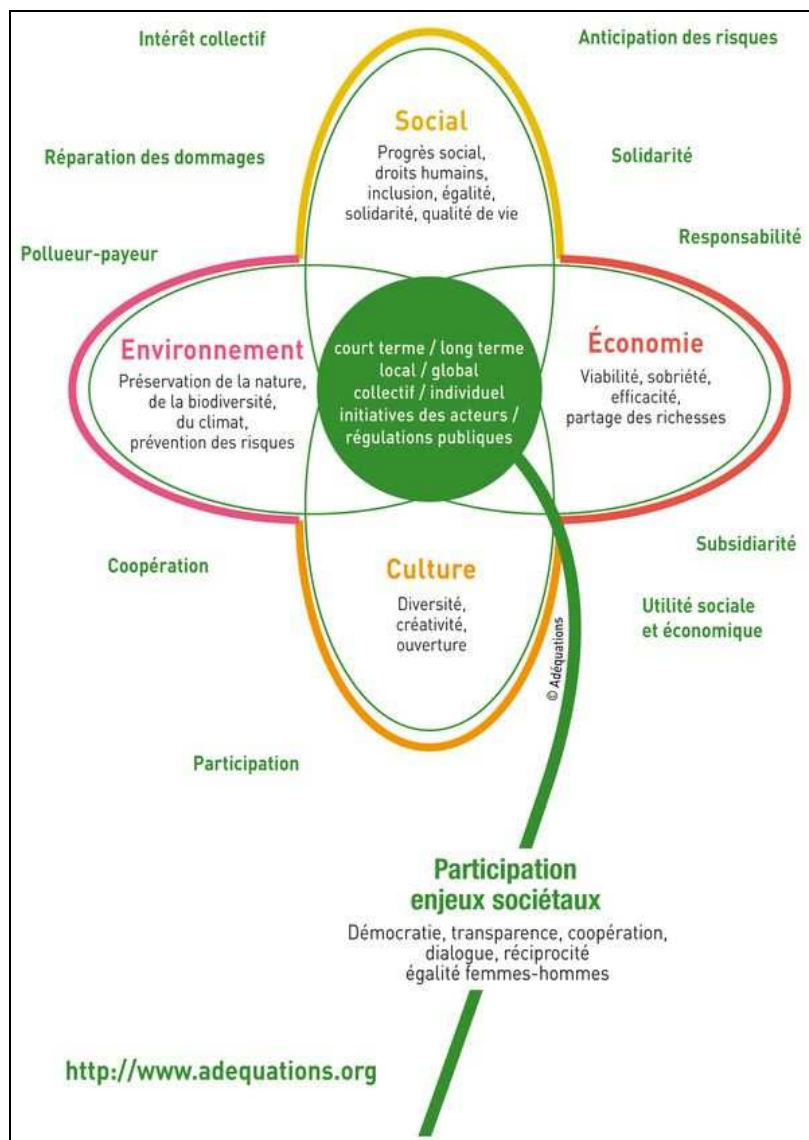 Intérêt collectif
Anticipation des risques
Social
Progrès social,
droits humains,
inclusion, égalité,
solidarité, qualité de vie
Réparation des dommages
Solidarité
Pollueur-payeur
Responsabilité
Environnement
Préservation de la nature,
de la biodiversité,
du climat,
prévention des risques
court terme / long terme
local / global
collectif / individuel
initiatives des acteurs /
régulations publiques
Économie
Viabilité, sobriété,
efficacité,
partage des richesses
Coopération
Subsidiarité
Culture
Diversité,
créativité,
ouverture
Utilité sociale
et économique
© Adéquations
Participation
Participation
enjeux sociétaux
Démocratie, transparence, coopération,
dialogue, réciprocité
égalité femmes-hommes
http://www.adequations.org